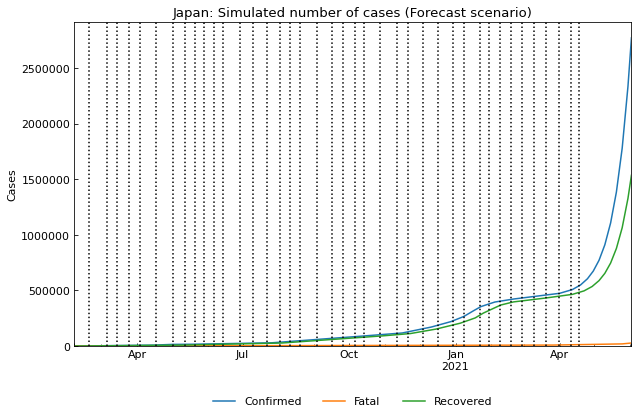 Japan: Simulated number of cases (Forecast scenario)
Cases
2500000
2000000
1500000
1000000
500000
0
Apr Jul Oct Jan Apr
2021
Confirmed Fatal Recovered